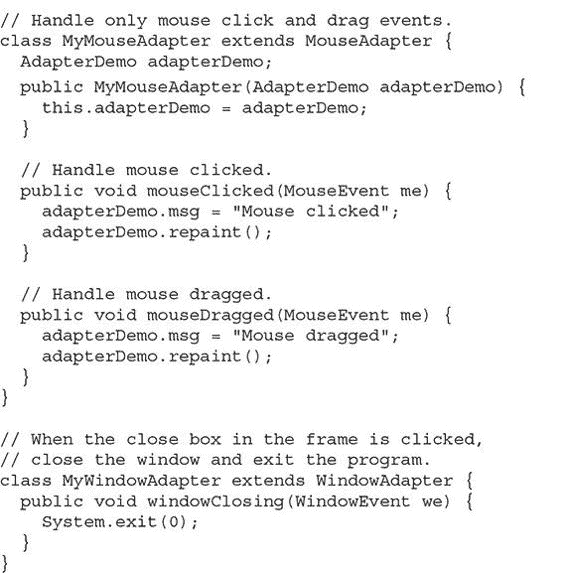 // Handle only mouse click and drag events.
class MyMouseAdapter extends MouseAdapter {
  AdapterDemo adapterDemo;
  public MyMouseAdapter(AdapterDemo adapterDemo) {
    this.adapterDemo = adapterDemo;
  }

  // Handle mouse clicked.
  public void mouseClicked(MouseEvent me) {
    adapterDemo.msg = "Mouse clicked";
    adapterDemo.repaint();
  }

  // Handle mouse dragged.
  public void mouseDragged(MouseEvent me) {
    adapterDemo.msg = "Mouse dragged";
    adapterDemo.repaint();
  }
}

// When the close box in the frame is clicked,
// close the window and exit the program.
class MyWindowAdapter extends WindowAdapter {
  public void windowClosing(WindowEvent we) {
    System.exit(0);
  }
}